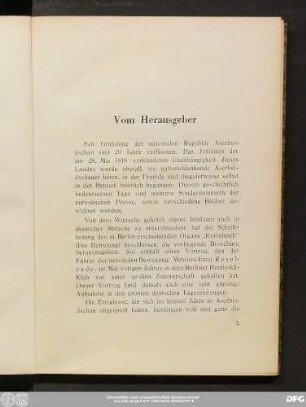 Vom Herausgeber
Seit Gründung der nationalen Republik Aserbei-
dschan sind 20 Jahre verflossen. Das Jubiläum der
am 28. Mai 1918 verkündeten Unabhängigkeit dieses
Landes wurde überall, wo nationaldenkende Aserbei-
dschaner leben, in der Fremde und illegalerweise selbst
in der Heimat feierlich begangen. Diesem geschichtlich
bedeutsamen Tage sind mehrere Sondernummern der
periodischen Presse, sowie verschiedene Bücher ge-
widmet worden.
Von dem Wunsche geleitet, dieses Jubiläum auch in
deutscher Sprache zu unterstreichen, hat die Schrift-
leitung des in Berlin erscheinenden Organs „Kurtulusch"
(Die Befreiung) beschlossen, die vorliegende Broschüre
herauszugeben. Sie enthält einen Vortrag, den der
Führer der nationalen Bewegung, Mehmed-Emin Resul-
zade, im Mai vorigen Jahres in dem Berliner Humboldt-
Klub vor einer großen Zuhörerschaft gehalten hat.
Dieser Vortrag fand damals auch eine sehr günstige
Aufnahme in den großen deutschen Tageszeitungen.
Die Ereignisse, die sich im letzten Jahre in Aserbei-
dschan abgespielt haben, bestätigen voll und ganz die
5